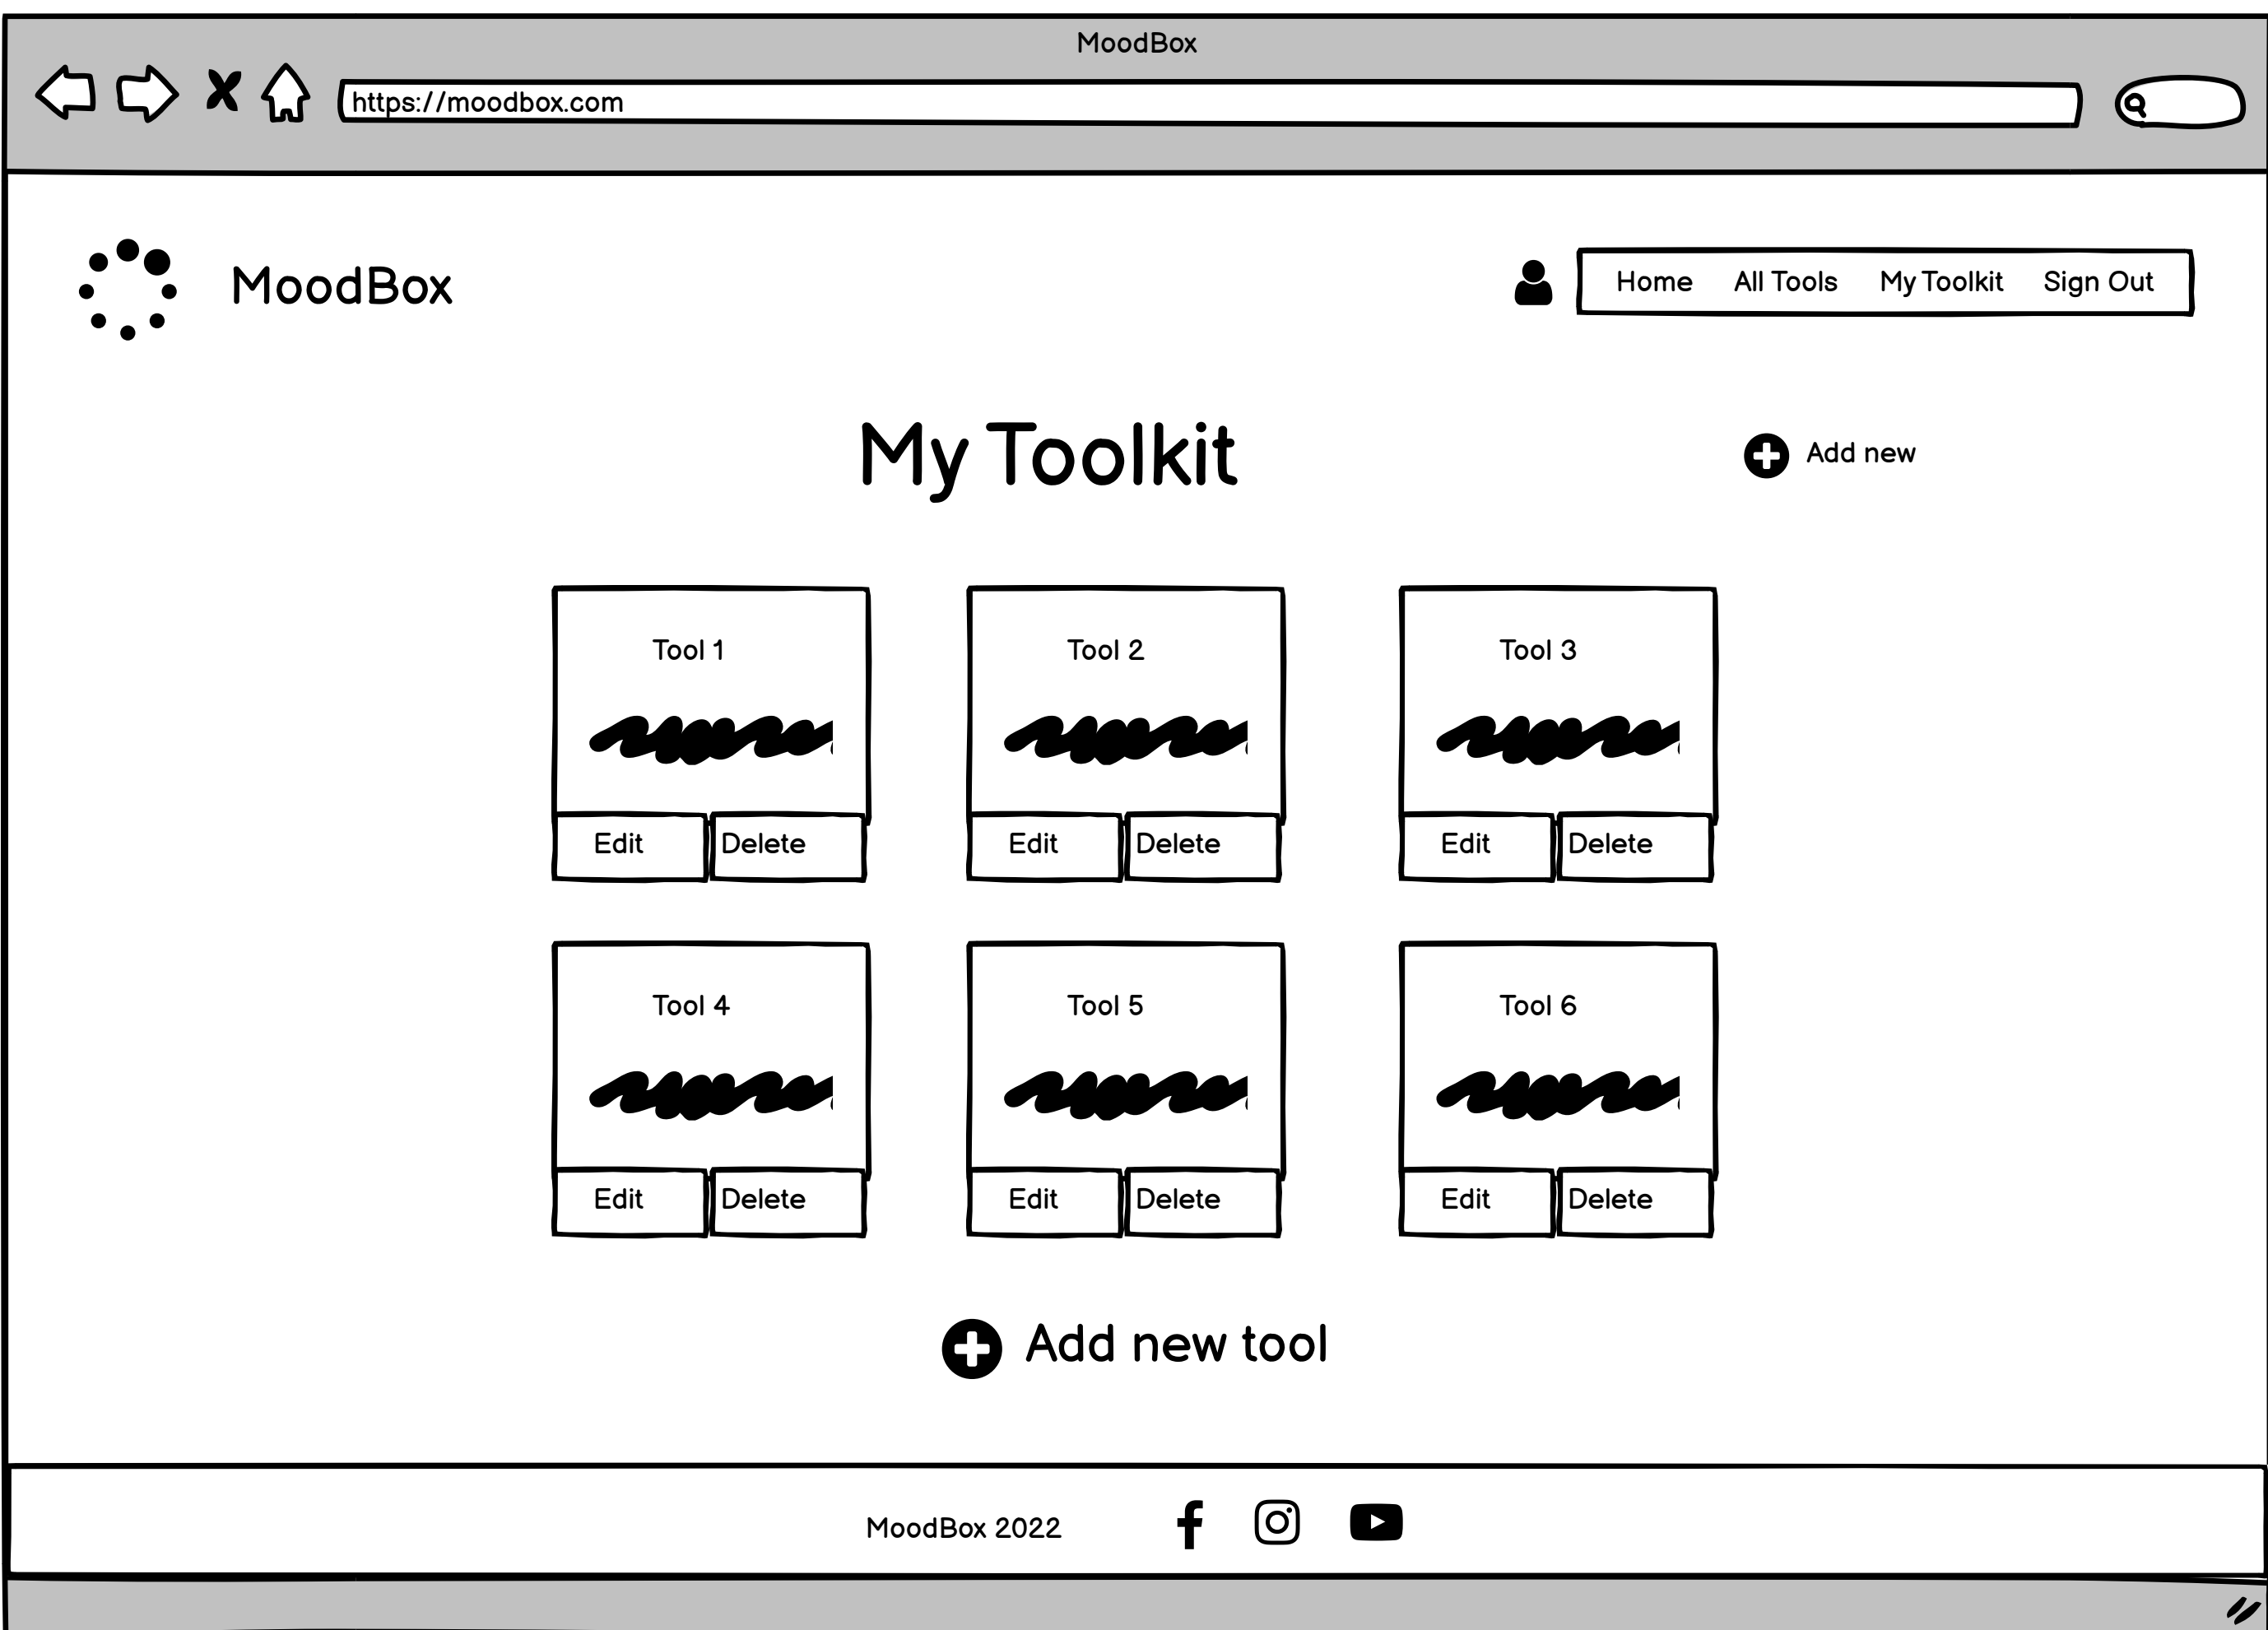 MoodBox
https://moodbox.com
MoodBox
Home All Tools My Toolkit Sign Out
My Toolkit
Add new
Tool 1 Tool 2 Tool 3
Edit Delete Edit Delete Edit Delete
Tool 4 Tool 5 Tool 6
Edit Delete Edit Delete Edit Delete
Add new tool
MoodBox 2022